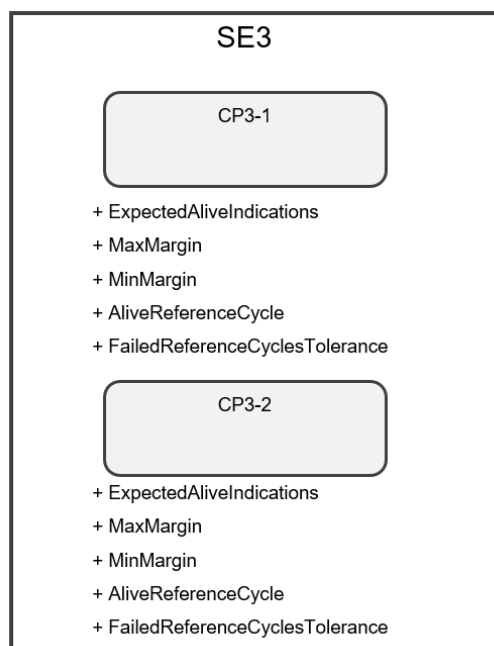 SE3
CP3-1
+ ExpectedAliveIndications
+ MaxMargin
+ MinMargin
+ AliveReferenceCycle
+ FailedReferenceCyclesTolerance
CP3-2
+ ExpectedAliveIndications
+ MaxMargin
+ MinMargin
+ AliveReferenceCycle
+ FailedReferenceCyclesTolerance